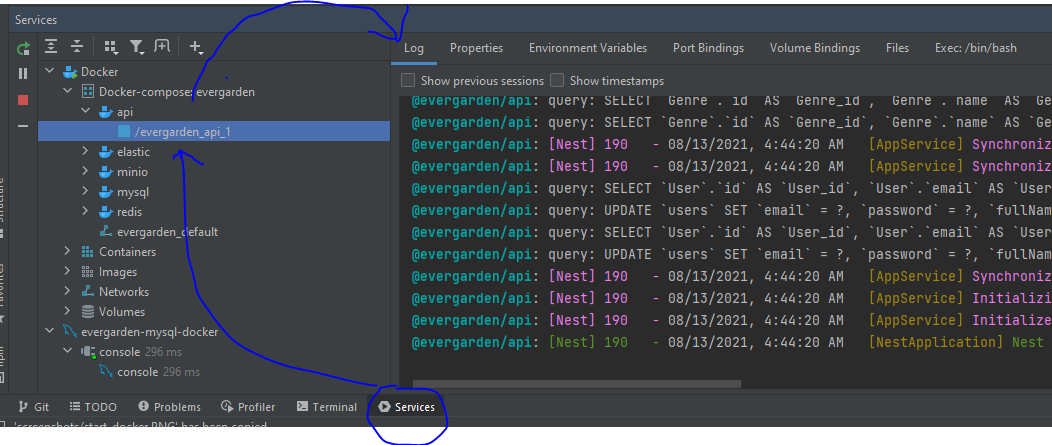 Services
Log Properties Environment Variables Port Bindings Volume Bindings Files Exec: /bin/bash
Show previous sessions Show timestamps
Docker
Docker-compose: evergarden
api
/evergarden_api_1
elastic
minio
mysql
redis
evergarden_default
Containers
Images
Networks
Volumes
evergarden-mysql-docker
console 296 ms
console 296 ms
@evergarden/api: query: SELECT `Genre`.`id` AS `Genre_id`, `Genre`.`name` AS `Ge
@evergarden/api: query: SELECT `Genre`.`id` AS `Genre_id`, `Genre`.`name` AS `Ge
@evergarden/api: [Nest] 190 - 08/13/2021, 4:44:20 AM [AppService] Synchroniz
@evergarden/api: [Nest] 190 - 08/13/2021, 4:44:20 AM [AppService] Synchroniz
@evergarden/api: query: SELECT `User`.`id` AS `User_id`, `User`.`email` AS `User
@evergarden/api: query: UPDATE `users` SET `email` = ?, `password` = ?, `fullNam
@evergarden/api: query: SELECT `User`.`id` AS `User_id`, `User`.`email` AS `User
@evergarden/api: query: UPDATE `users` SET `email` = ?, `password` = ?, `fullNam
@evergarden/api: [Nest] 190 - 08/13/2021, 4:44:20 AM [AppService] Synchroniz
@evergarden/api: [Nest] 190 - 08/13/2021, 4:44:20 AM [AppService] Initializi
@evergarden/api: [Nest] 190 - 08/13/2021, 4:44:20 AM [AppService] Initialize
@evergarden/api: [Nest] 190 - 08/13/2021, 4:44:20 AM [NestApplication] Nest
Git TODO Problems Profiler Terminal Services